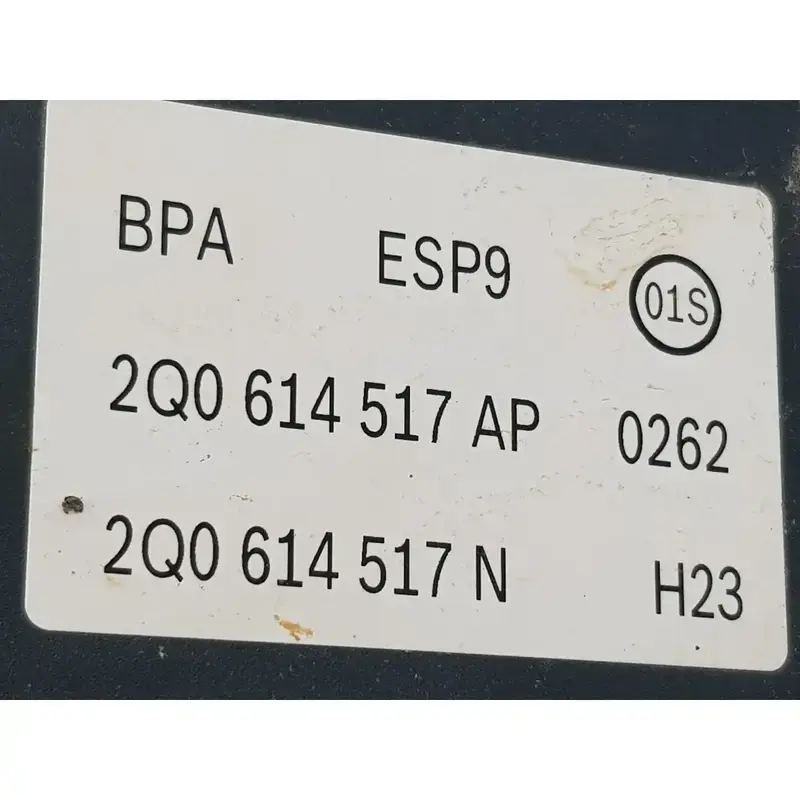 BPA ESP9 01S
2Q0 614 517 AP 0262
2Q0 614 517 N H23